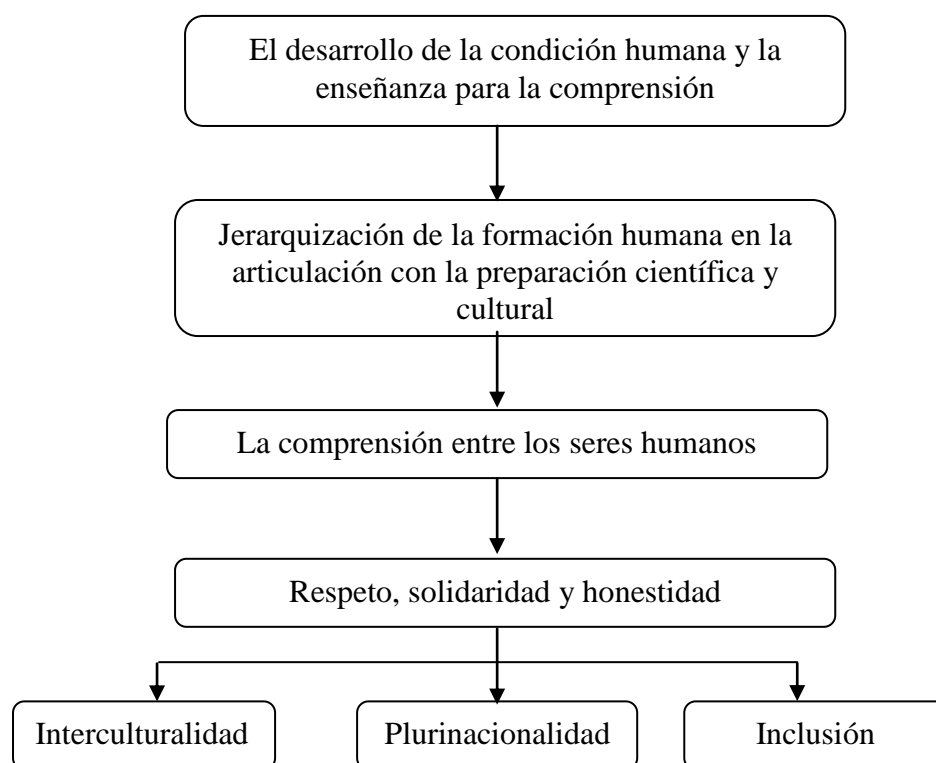 El desarrollo de la condición humana y la
enseñanza para la comprensión
Jerarquización de la formación humana en la
articulación con la preparación científica y
cultural
La comprensión entre los seres humanos
Respeto, solidaridad y honestidad
Interculturalidad
Plurinacionalidad
Inclusión